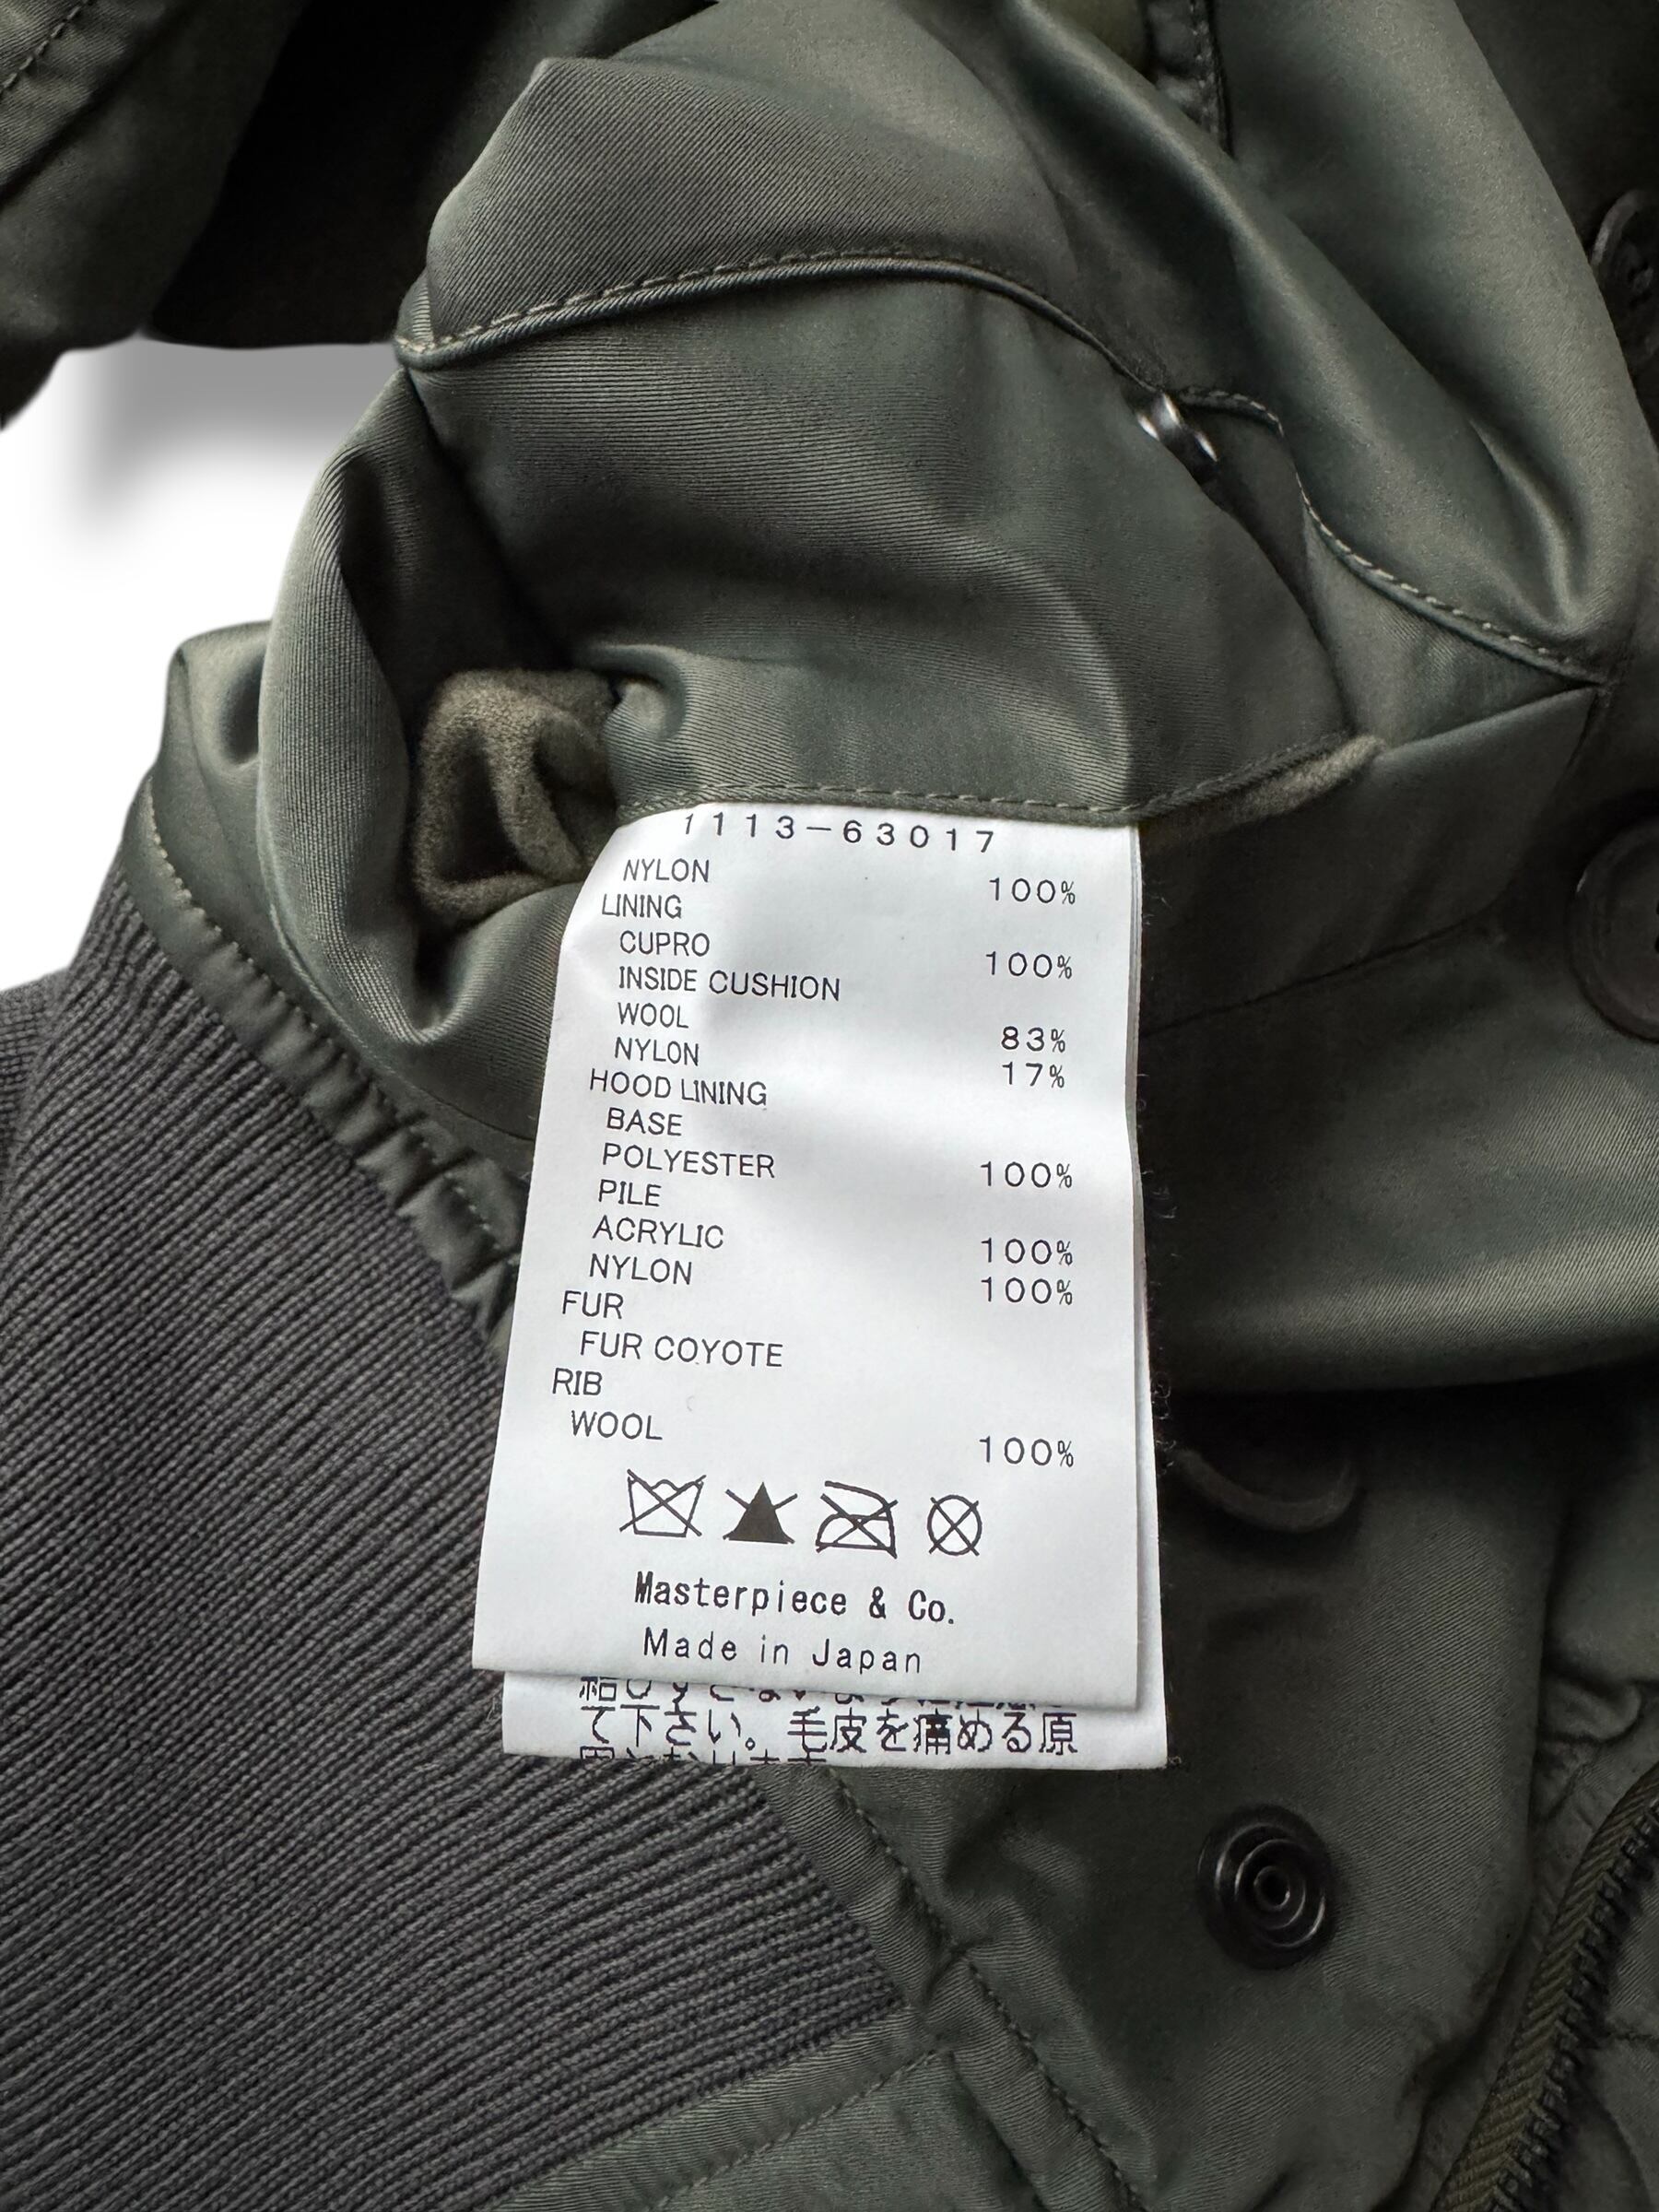 1113-63017
NYLON 100%
LINING
CUPRO 100%
INSIDE CUSHION
WOOL 83%
NYLON 17%
HOOD LINING
BASE
POLYESTER 100%
PILE
ACRYLIC 100%
NYLON 100%
FUR
FUR COYOTE
RIB
WOOL 100%
Masterpiece & Co.
Made in Japan
て下さい。毛皮を痛める原